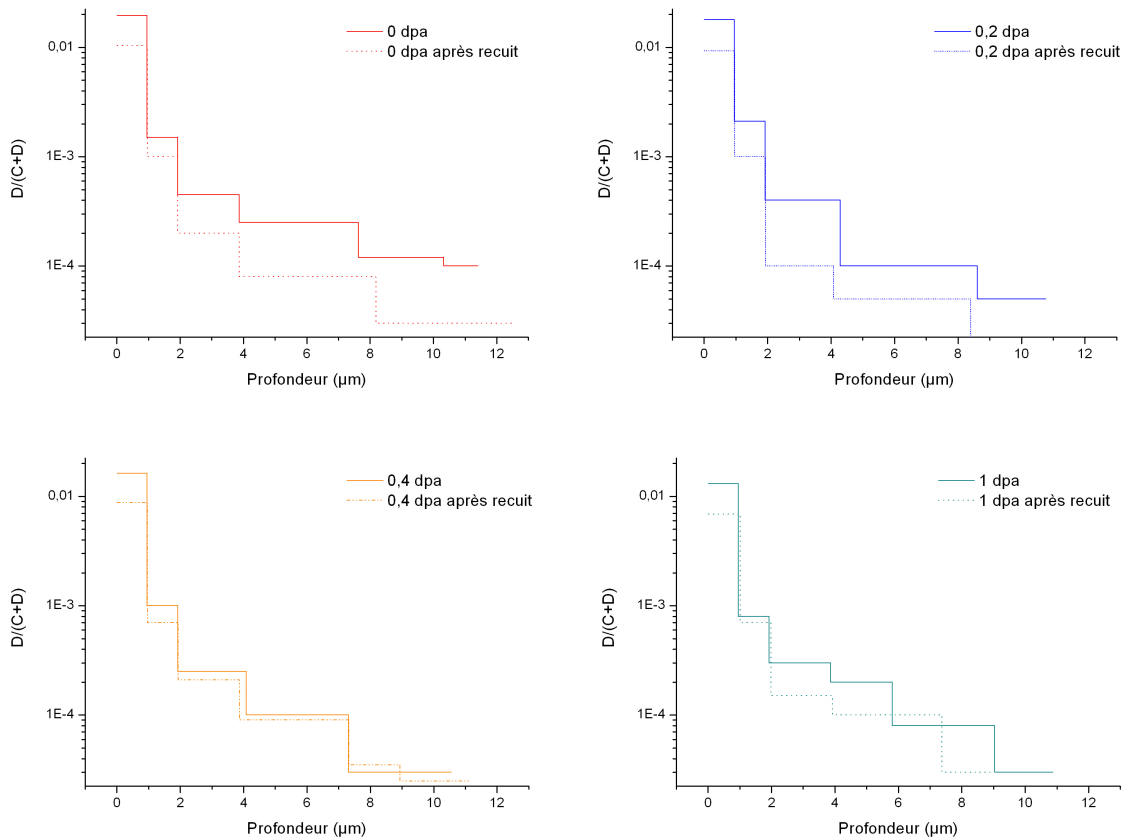 0 dpa
0 dpa après recuit
0,01
1E-3
1E-4
D/(C+D)
0 2 4 6 8 10 12
Profondeur (µm)
0,2 dpa
0,2 dpa après recuit
0,01
1E-3
1E-4
D/(C+D)
0 2 4 6 8 10 12
Profondeur (µm)
0,4 dpa
0,4 dpa après recuit
0,01
1E-3
1E-4
D/(C+D)
0 2 4 6 8 10 12
Profondeur (µm)
1 dpa
1 dpa après recuit
0,01
1E-3
1E-4
D/(C+D)
0 2 4 6 8 10 12
Profondeur (µm)